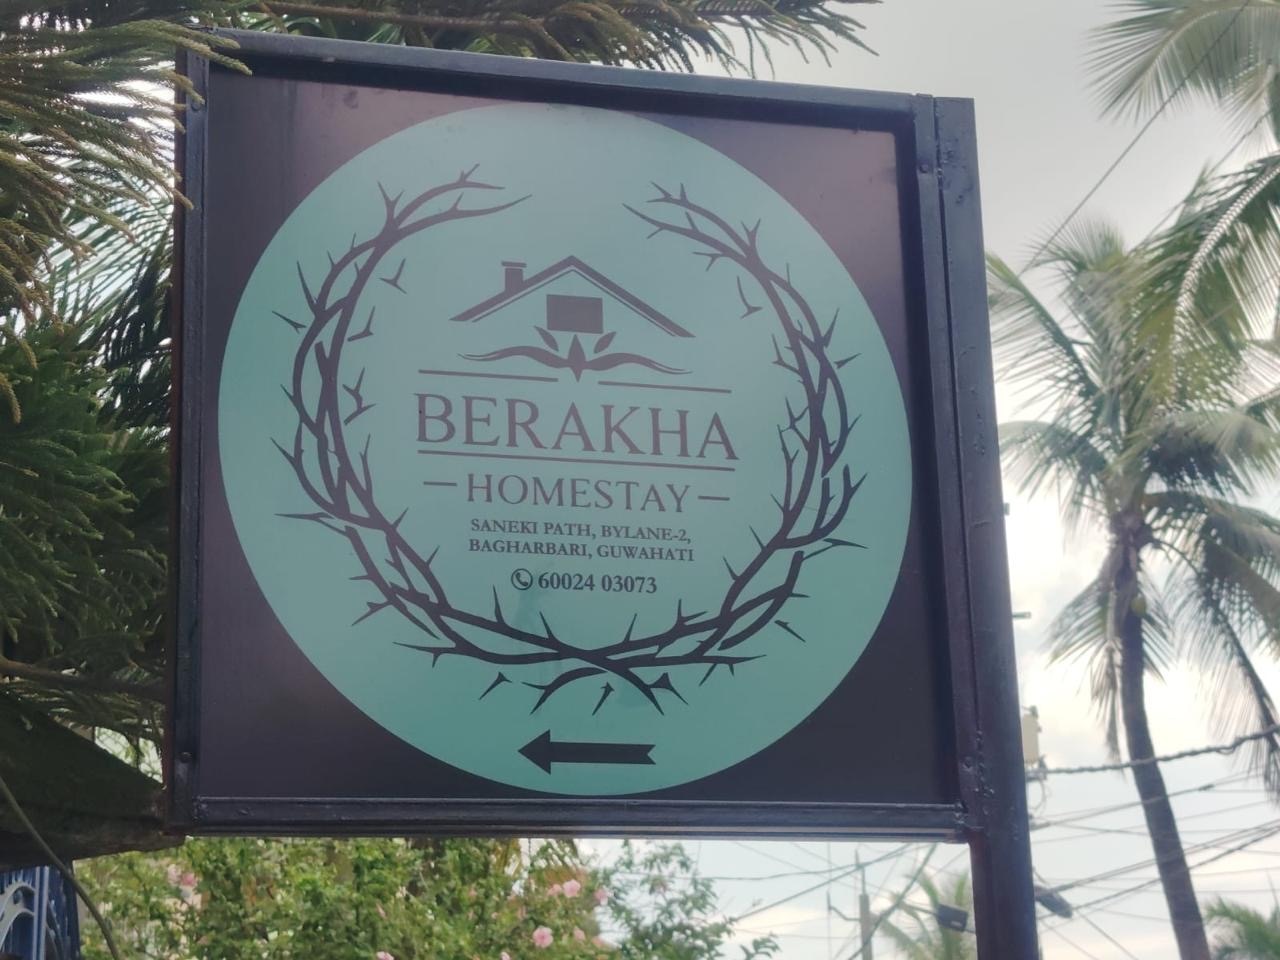 BERAKHA
HOMESTAY
SANEKI PATH, BYLANE-2,
BAGHARBARI, GUWAHATI
60024 03073